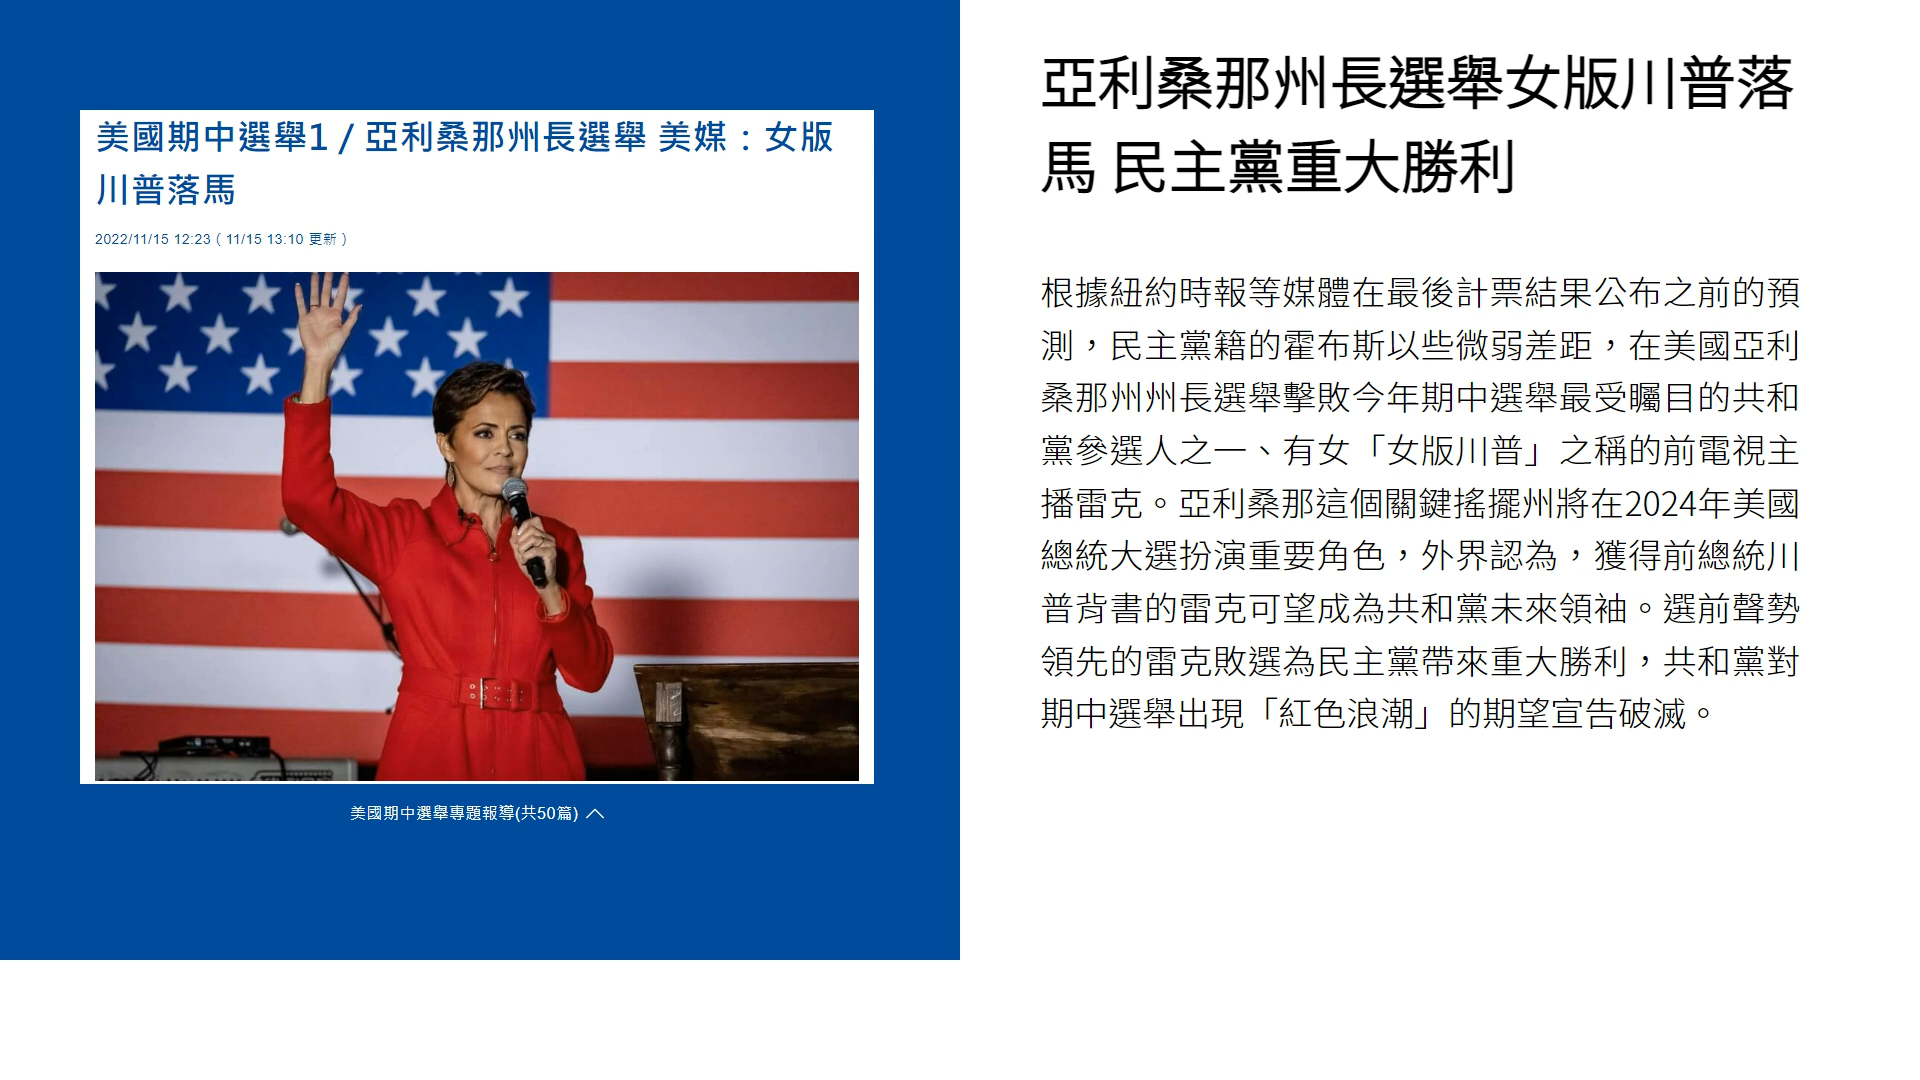 美國期中選舉1 / 亞利桑那州長選舉 美媒：女版
川普落馬
2022/11/15 12:23（11/15 13:10 更新）
美國期中選舉專題報導(共50篇)
亞利桑那州長選舉女版川普落
馬 民主黨重大勝利
根據紐約時報等媒體在最後計票結果公布之前的預
測，民主黨籍的霍布斯以些微弱差距，在美國亞利
桑那州州長選舉擊敗今年期中選舉最受矚目的共和
黨參選人之一、有女「女版川普」之稱的前電視主
播雷克。亞利桑那這個關鍵搖擺州將在2024年美國
總統大選扮演重要角色，外界認為，獲得前總統川
普背書的雷克可望成為共和黨未來領袖。選前聲勢
領先的雷克敗選為民主黨帶來重大勝利，共和黨對
期中選舉出現「紅色浪潮」的期望宣告破滅。